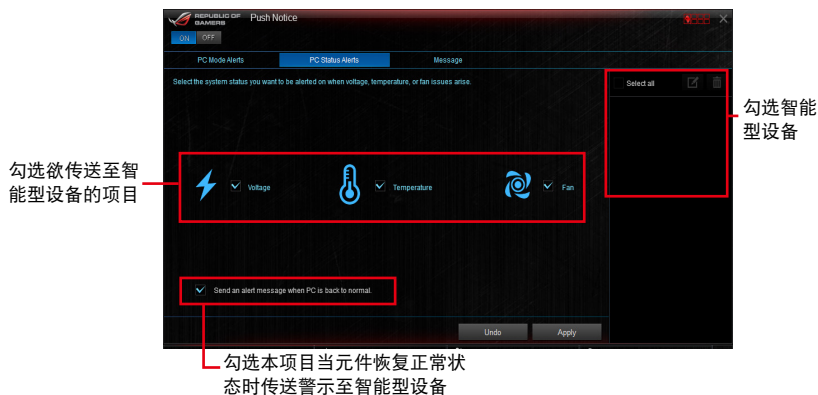 REPUBLIC OF
GAMERS
Push Notice
ON OFF
PC Mode Alerts
PC Status Alerts
Message
Select the system status you want to be alerted on when voltage, temperature, or fan issues arise.
Select all
勾选智能
型设备
勾选欲传送至智
能型设备的项目
Voltage
Temperature
Fan
Send an alert message when PC is back to normal.
Undo
Apply
勾选本项目当元件恢复正常状
态时传送警示至智能型设备